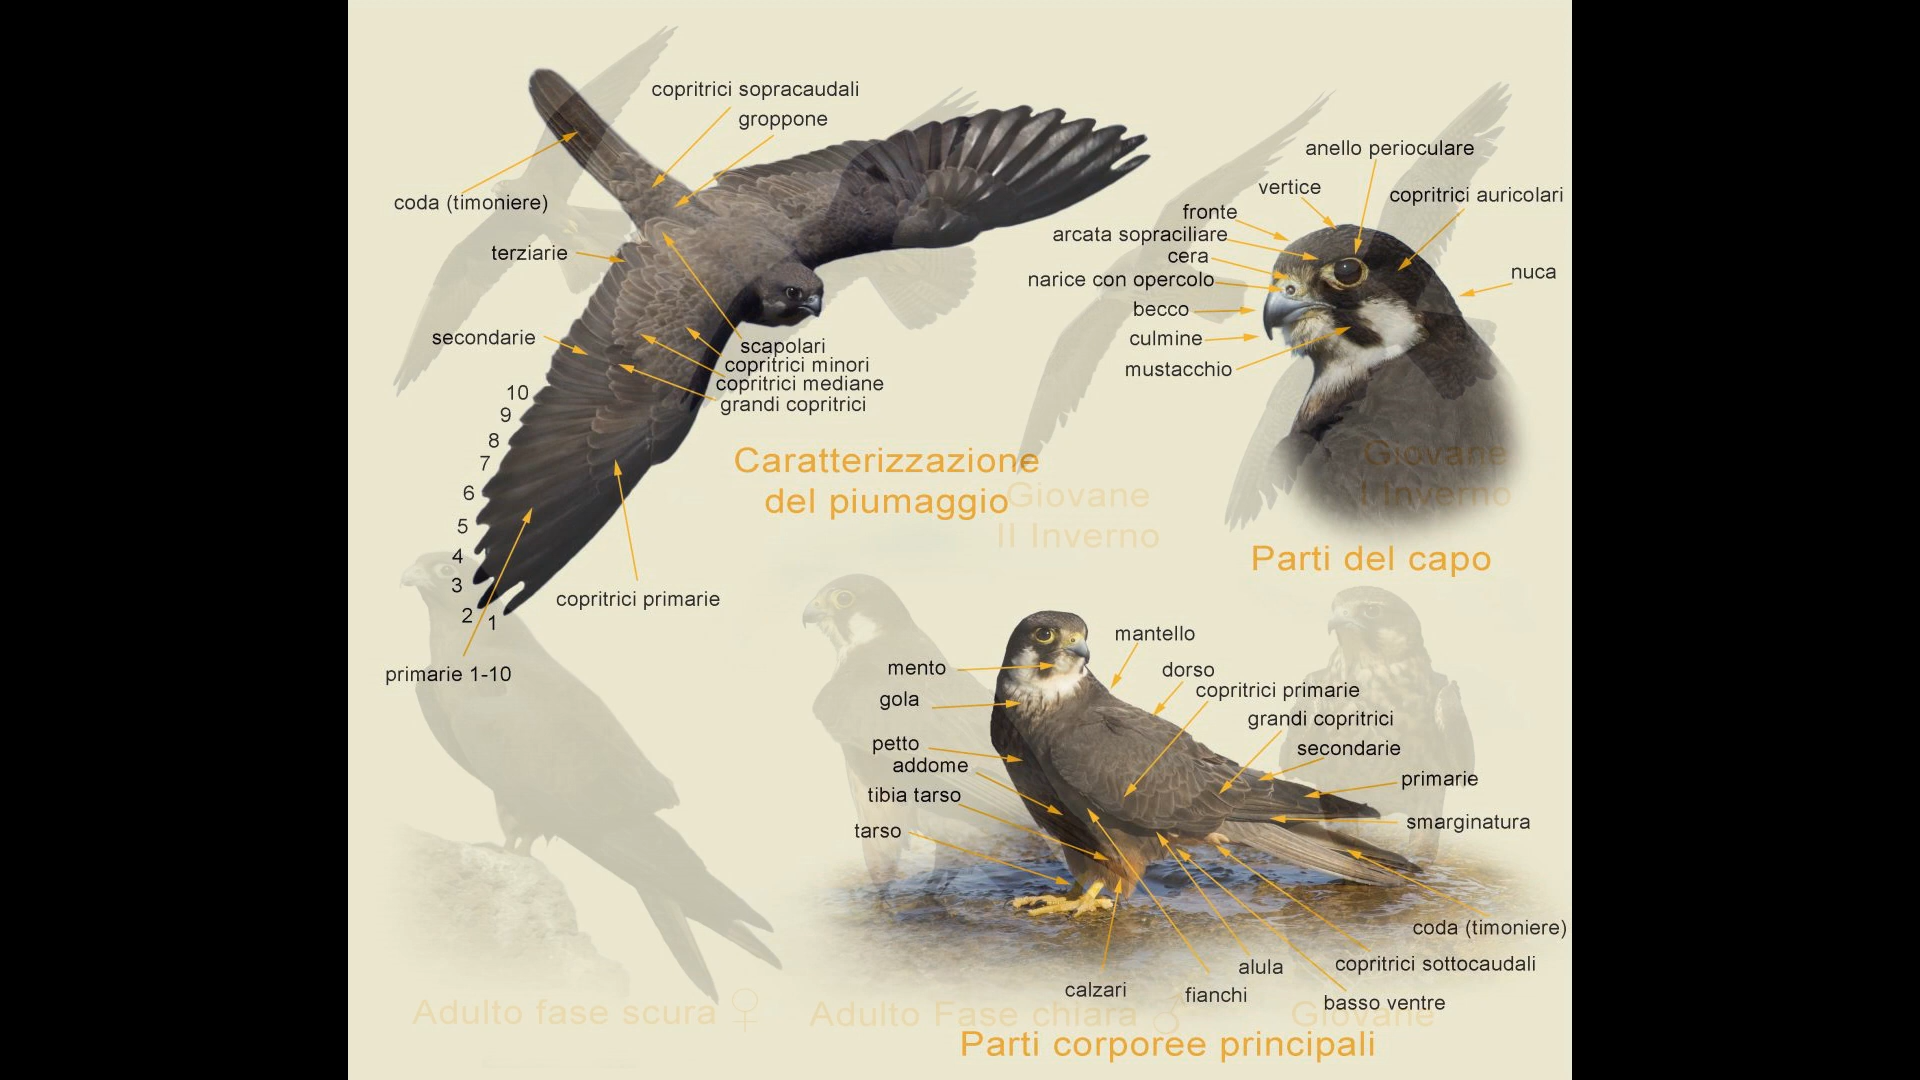 copritrici sopracaudali
groppone
coda (timoniere)
terziarie
secondarie
scapolari
copritrici minori
copritrici mediane
grandi copritrici
10
9
8
7
6
5
4
3
2
1
copritrici primarie
primarie 1-10
Caratterizzazione
del piumaggio
Giovane
II Inverno
anello perioculare
vertice
copritrici auricolari
fronte
arcata sopraciliare
cera
narice con opercolo
nuca
becco
culmine
mustacchio
Giovane
I Inverno
Parti del capo
mantello
mento
dorso
gola
copritrici primarie
grandi copritrici
petto
secondarie
addome
primarie
tibia tarso
smarginatura
tarso
coda (timoniere)
copritrici sottocaudali
alula
calzari
fianchi
basso ventre
Adulto fase scura ♀
Adulto Fase chiara ♂
Giovane
Parti corporee principali